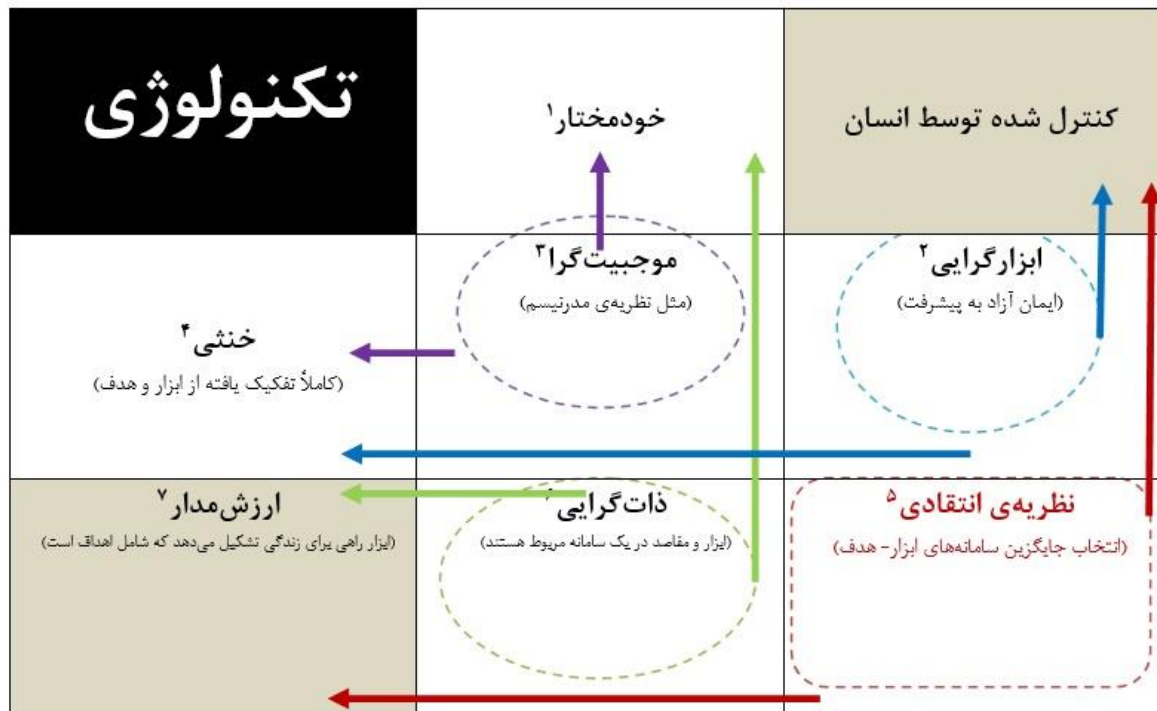 تکنولوژی
خودمختار۱
کنترل شده توسط انسان
خنثی۴
(کاملاً تفکیک یافته از ابزار و هدف)
موجبیت‌گرا۳
(مثل تظریه‌ی مدرنیسم)
ابزارگرایی۲
(ایمان آزاد به پیشرفت)
ارزش‌مدار۷
(ابزار راهی برای زندگی تشکیل می‌دهد که شامل اهداف است)
ذات‌گرایی
(ابزار و مقاصد در یک سامانه مربوط هستند)
نظریه‌ی انتقادی۵
(انتخاب جایگزین سامانه‌های ابزار- هدف)